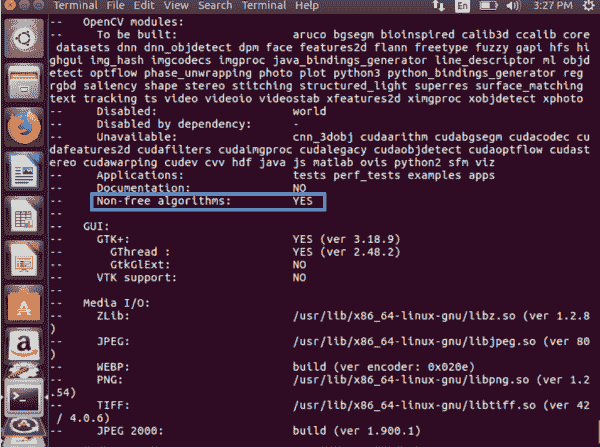 Terminal Terminal File Edit View Search Terminal Help En 3:27 PM
-- OpenCV modules:
-- To be built: aruco bgsegm bioinspired calib3d ccalib core
datasets dnn dnn_objdetect dpm face features2d flann freetype fuzzy gapi hfs hi
ghgui img_hash imgcodecs imgproc java_bindings_generator line_descriptor ml objd
etect optflow phase_unwrapping photo plot python3 python_bindings_generator reg
rgbd saliency shape stereo stitching structured_light superres surface_matching
text tracking ts video videoio videostab xfeatures2d ximgproc xobjdetect xphoto
-- Disabled: world
-- Disabled by dependency: -
-- Unavailable: cnn_3dobj cudaarithm cudabgsegm cudacodec cu
dafeatures2d cudafilters cudaimgproc cudalegacy cudaobjdetect cudaoptflow cudast
ereo cudawarping cudev cvv hdf java js matlab ovis python2 sfm viz
-- Applications: tests perf_tests examples apps
-- Documentation: NO
-- Non-free algorithms: YES
--
-- GUI:
-- GTK+: YES (ver 3.18.9)
-- GThread : YES (ver 2.48.2)
-- GtkGlExt: NO
-- VTK support: NO
--
-- Media I/O:
-- ZLib: /usr/lib/x86_64-linux-gnu/libz.so (ver 1.2.8
)
-- JPEG: /usr/lib/x86_64-linux-gnu/libjpeg.so (ver 80
)
-- WEBP: build (ver encoder: 0x020e)
-- PNG: /usr/lib/x86_64-linux-gnu/libpng.so (ver 1.2
.54)
-- TIFF: /usr/lib/x86_64-linux-gnu/libtiff.so (ver 42
/ 4.0.6)
-- JPEG 2000: build (ver 1.900.1)